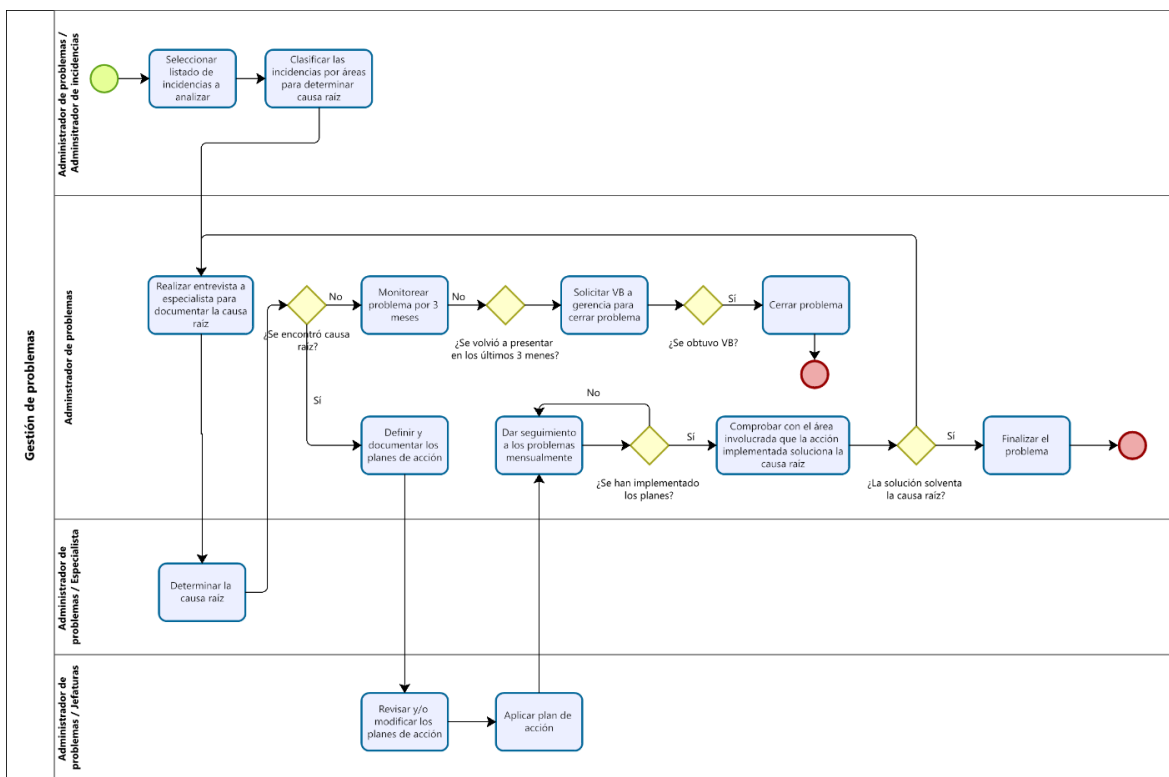 Gestión de problemas
Administrador de problemas /
Adminsitrador de incidencias
Seleccionar
listado de
incidencias a
analizar
Clasificar las
incidencias por áreas
para determinar
causa raíz
Adminstrador de problemas
Realizar entrevista a
especialista para
documentar la causa
raíz
¿Se encontró causa
raíz?
No
Monitorear
problema por 3
meses
No
¿Se volvió a presentar
en los últimos 3 menes?
Solicitar VB a
gerencia para
cerrar problema
¿Se obtuvo VB?
Sí
Cerrar problema
Sí
Definir y
documentar los
planes de acción
Dar seguimiento
a los problemas
mensualmente
No
¿Se han implementado
los planes?
Sí
Comprobar con el área
involucrada que la acción
implementada soluciona la
causa raíz
¿La solución solventa
la causa raíz?
Sí
Finalizar el
problema
Administrador de
problemas / Especialista
Determinar la
causa raíz
Administrador de
problemas / Jefaturas
Revisar y/o
modificar los
planes de acción
Aplicar plan de
acción